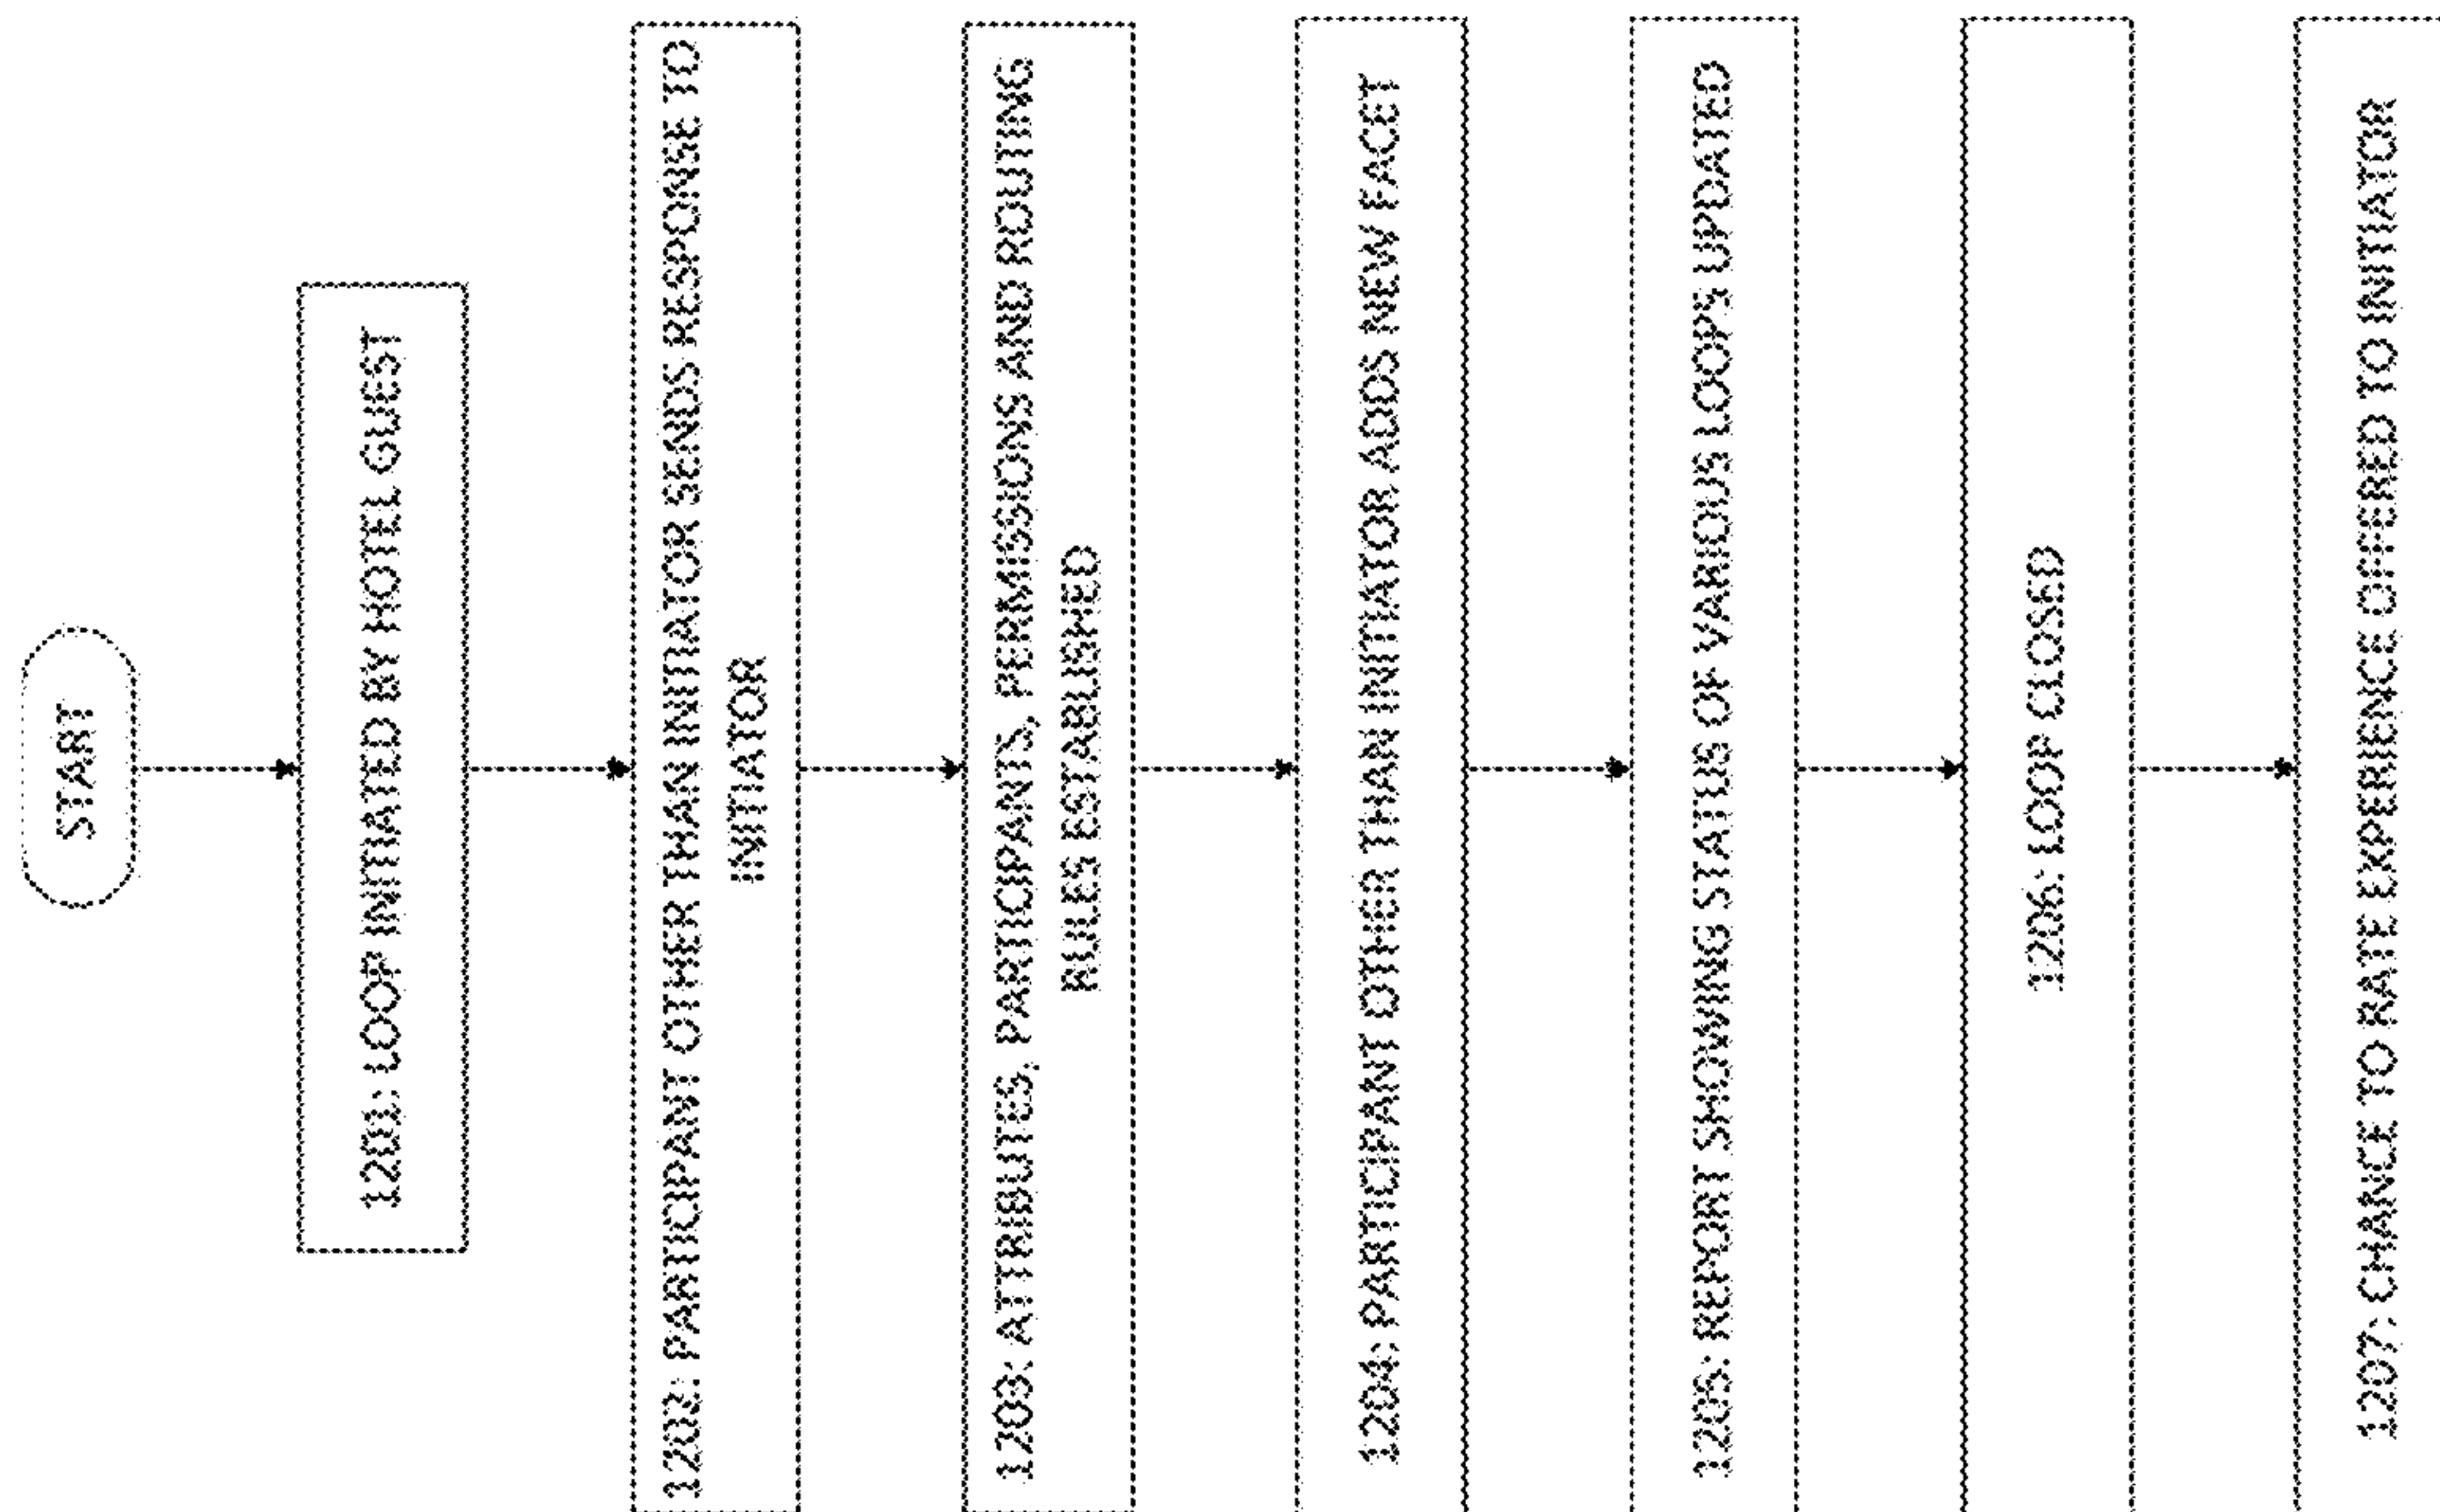 START
1201: LOOP INITIATED BY HOTEL GUEST
1202: PARTICIPANT OTHER THAN INITIATOR SENDS RESPONSE TO
INITIATOR
1203: ATTRIBUTES, PARTICIPANTS, PERMISSIONS AND ROUTING
RULES ESTABLISHED
1204: PARTICIPANT OTHER THAN INITIATOR ADDS NEW FACET
1205: REPORT SHOWING STATUS OF VARIOUS LOOPS UPDATED
1206: LOOP CLOSED
1207: CHANCE TO RATE EXPERIENCE OFFERED TO INITIATOR